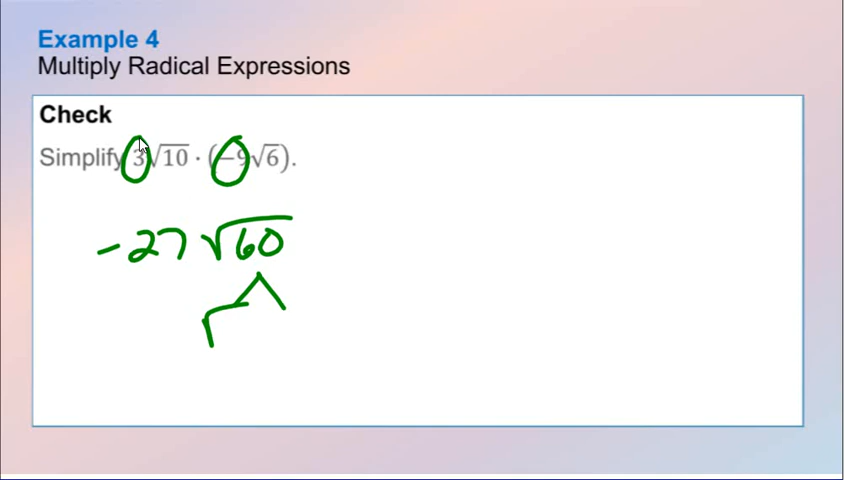 Example 4
Multiply Radical Expressions
Check
Simplify 3√10 · (−9√6).
-27√60